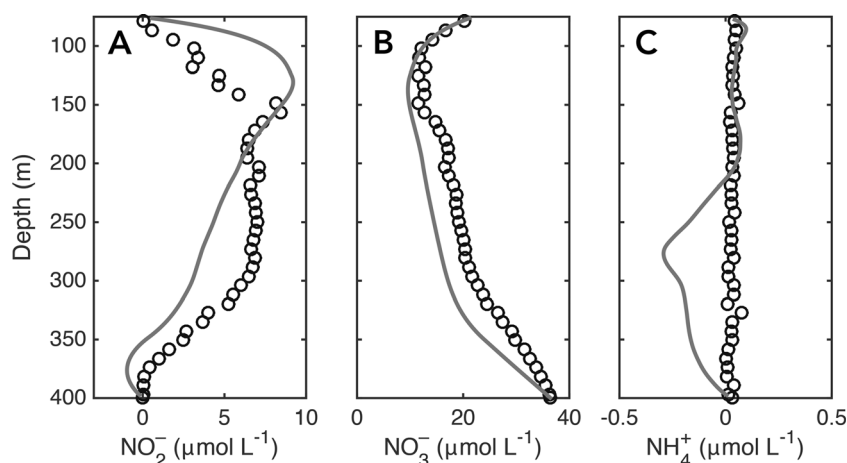 A B C
100
150
200
250
300
350
400
Depth (m)
0 5 10
0 20 40
-0.5 0 0.5
NO₂⁻ (μmol L⁻¹)
NO₃⁻ (μmol L⁻¹)
NH₄⁺ (μmol L⁻¹)